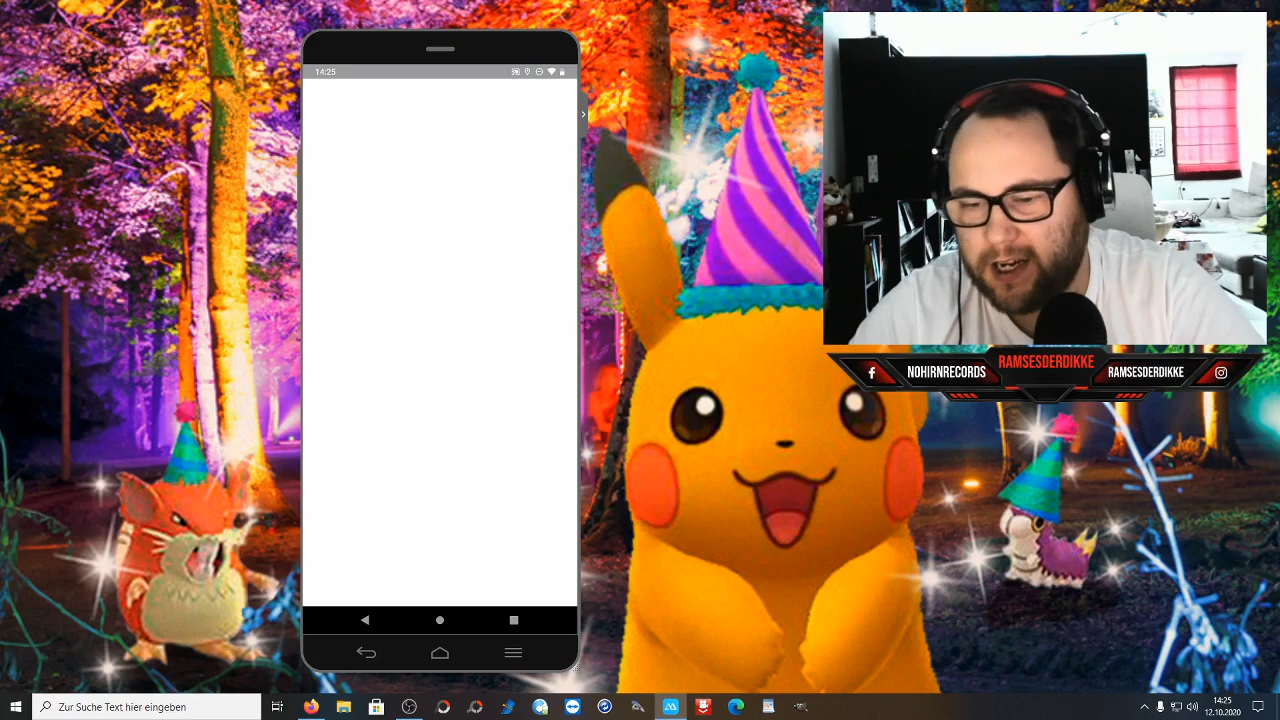 14:25
RAMSESDERDIKKE
NOHIRNRECORDS
RAMSESDERDIKKE
Zur Suche Text hier eingeben
14:25
12.10.2020